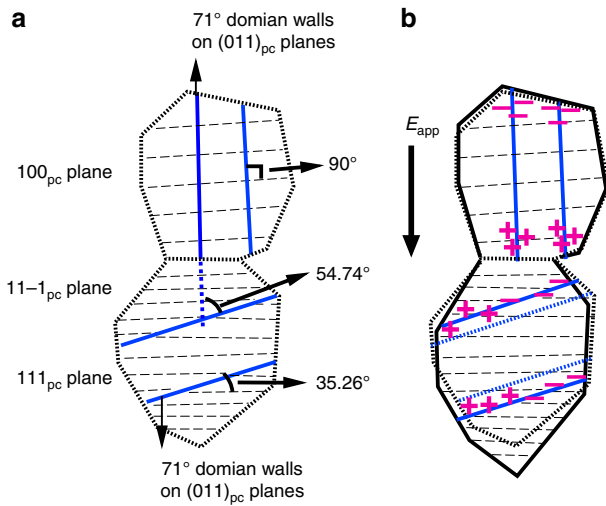 a
71° domian walls
on (011)pc planes
100pc plane
90°
11–1pc plane
54.74°
111pc plane
35.26°
71° domian walls
on (011)pc planes
b
Eapp